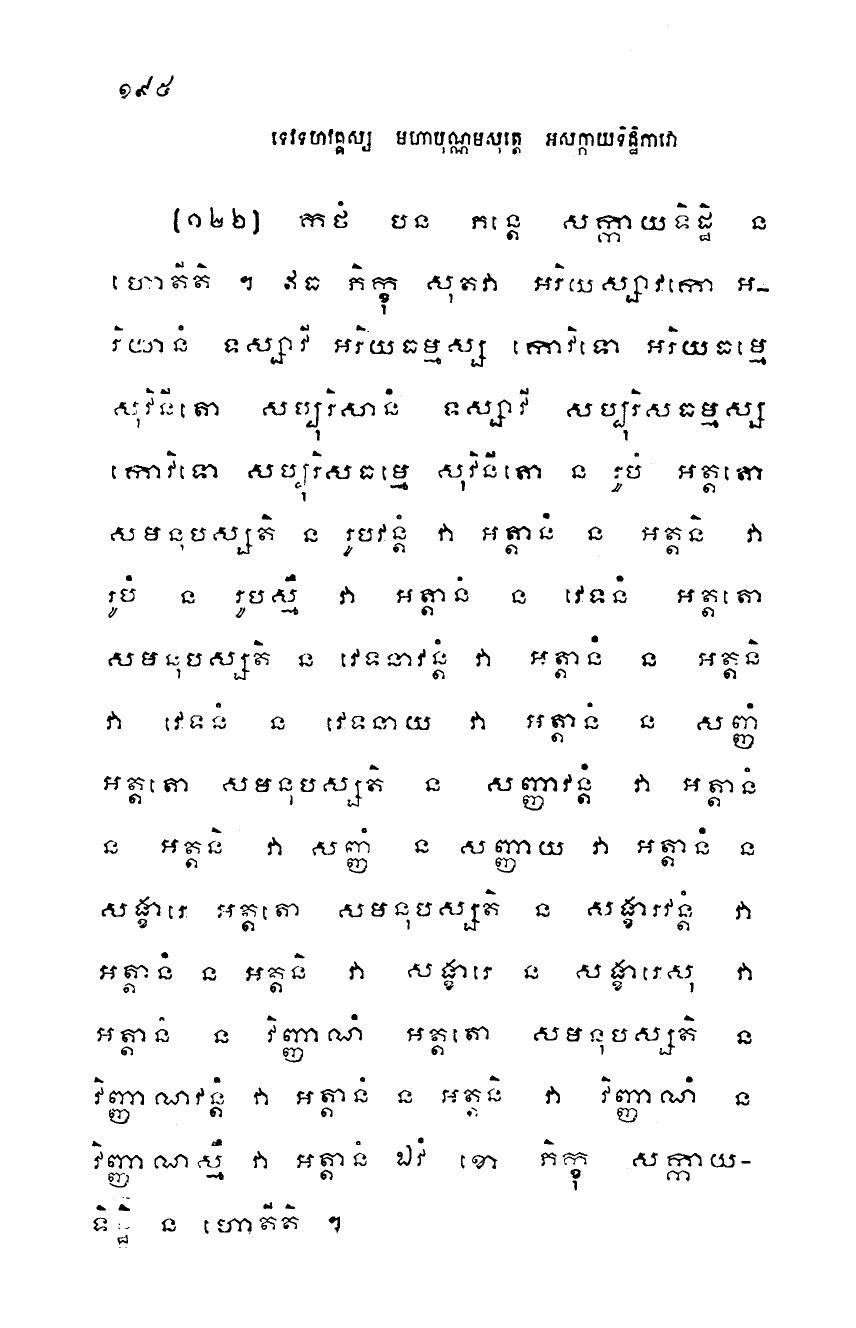 ១៩៥
ទេវទហវគ្គស្ស មហាបុណ្ណមសុត្តេ អសក្កាយទិដ្ឋិភាវោ
(១២២) កថំ បន ភន្តេ សក្កាយទិដ្ឋិ ន
ហោតីតិ ។ ឥធ ភិក្ខុ សុតវា អរិយស្សាវកោ អ-
រិយានំ ទស្សាវី អរិយធម្មស្ស កោវិទោ អរិយធម្មេ
សុវិនីតោ សប្បុរិសានំ ទស្សាវី សប្បុរិសធម្មស្ស
កោវិទោ សប្បុរិសធម្មេ សុវិនីតោ ន រូបំ អត្តតោ
សមនុបស្សតិ ន រូបវន្តំ វា អត្តានំ ន អត្តនិ វា
រូបំ ន រូបស្មឹ វា អត្តានំ ន វេទនំ អត្តតោ
សមនុបស្សតិ ន វេទនាវន្តំ វា អត្តានំ ន អត្តនិ
វា វេទនំ ន វេទនាយ វា អត្តានំ ន សញ្ញំ
អត្តតោ សមនុបស្សតិ ន សញ្ញាវន្តំ វា អត្តានំ
ន អត្តនិ វា សញ្ញំ ន សញ្ញាយ វា អត្តានំ ន
សង្ខារេ អត្តតោ សមនុបស្សតិ ន សង្ខារវន្តំ វា
អត្តានំ ន អត្តនិ វា សង្ខារេ ន សង្ខារេសុ វា
អត្តានំ ន វិញ្ញាណំ អត្តតោ សមនុបស្សតិ ន
វិញ្ញាណវន្តំ វា អត្តានំ ន អត្តនិ វា វិញ្ញាណំ ន
វិញ្ញាណស្មឹ វា អត្តានំ ឯវំ ខោ ភិក្ខុ សក្កាយ-
ទិដ្ឋិ ន ហោតីតិ ។